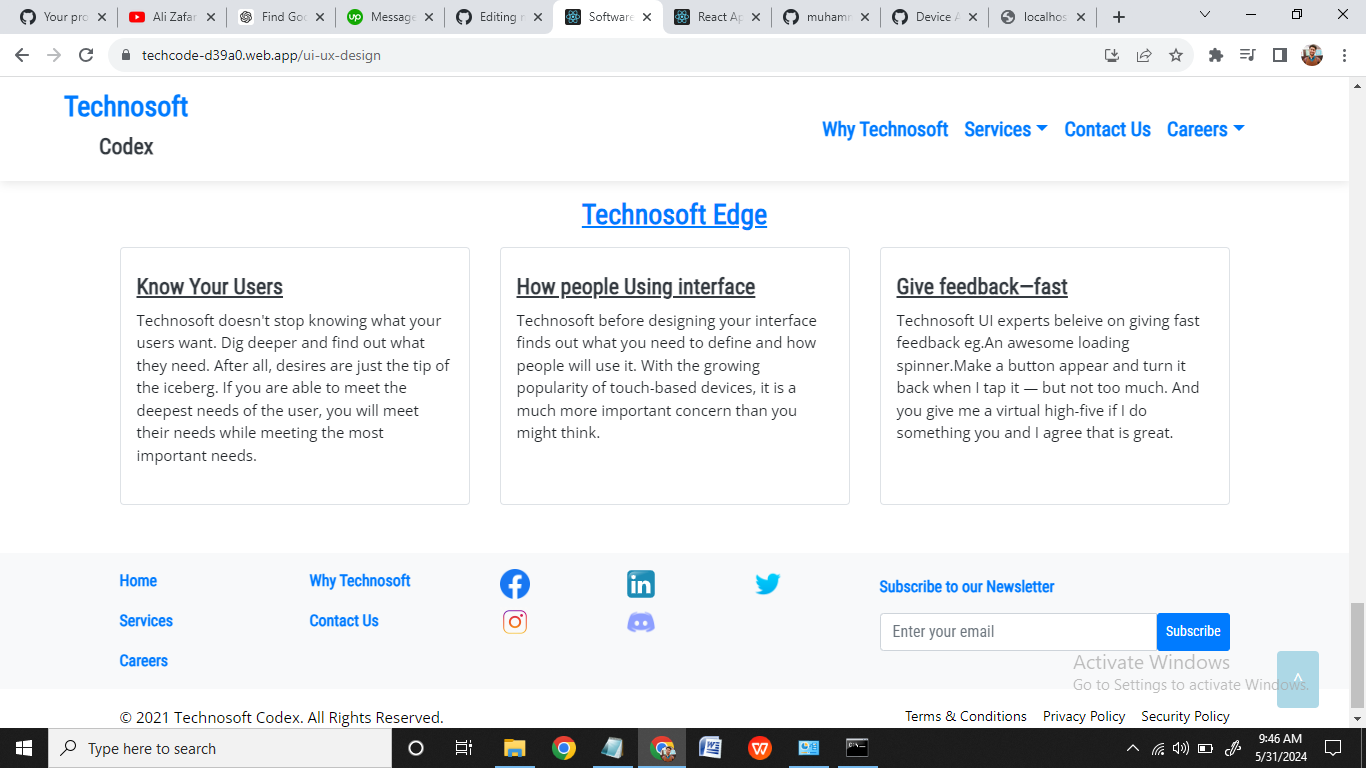 Your pro
Ali Zafar
Find Goo
Message
Editing r
Software
React Ap
muhamm
Device A
localhos
techcode-d39a0.web.app/ui-ux-design
Technosoft
Codex
Why Technosoft
Services
Contact Us
Careers
Technosoft Edge
Know Your Users
Technosoft doesn't stop knowing what your
users want. Dig deeper and find out what
they need. After all, desires are just the tip of
the iceberg. If you are able to meet the
deepest needs of the user, you will meet
their needs while meeting the most
important needs.
How people Using interface
Technosoft before designing your interface
finds out what you need to define and how
people will use it. With the growing
popularity of touch-based devices, it is a
much more important concern than you
might think.
Give feedback—fast
Technosoft UI experts beleive on giving fast
feedback eg.An awesome loading
spinner.Make a button appear and turn it
back when I tap it — but not too much. And
you give me a virtual high-five if I do
something you and I agree that is great.
Home
Services
Careers
Why Technosoft
Contact Us
Subscribe to our Newsletter
Enter your email
Subscribe
Activate Windows
Go to Settings to activate Windows.
© 2021 Technosoft Codex. All Rights Reserved.
Terms & Conditions
Privacy Policy
Security Policy
Type here to search
9:46 AM
5/31/2024